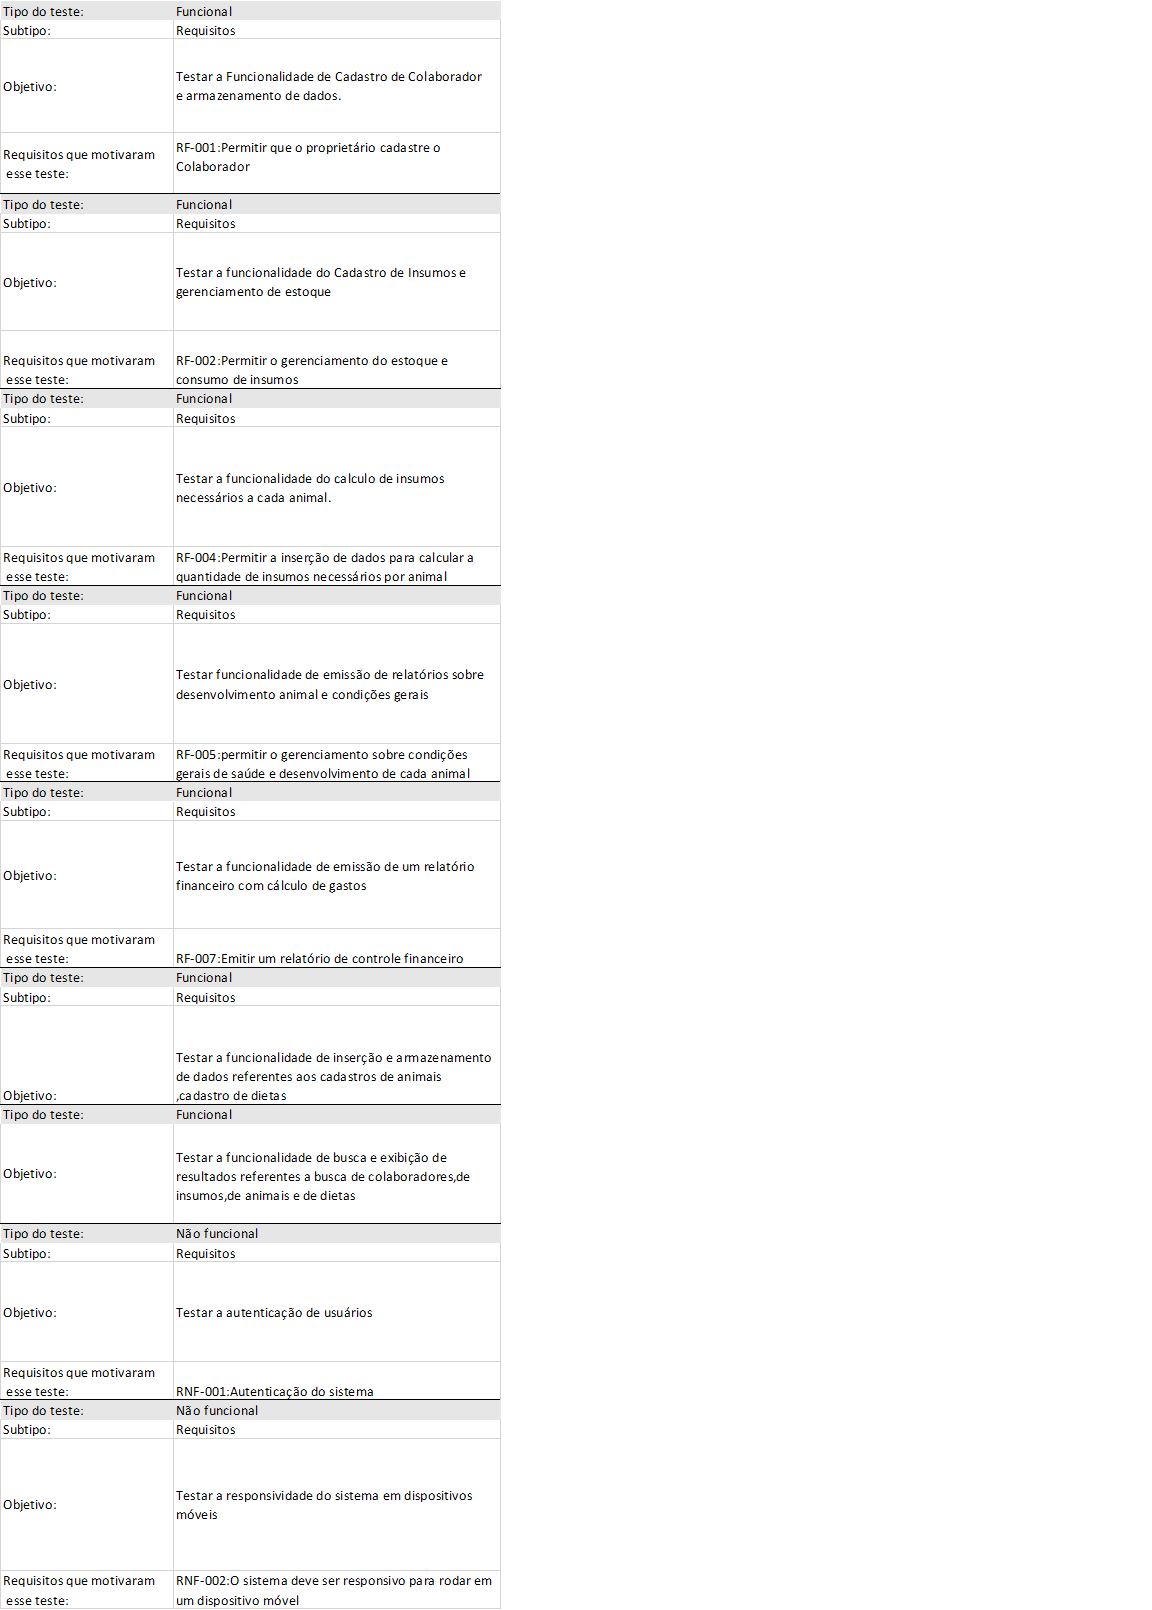 Tipo do teste: Funcional
Subtipo: Requisitos
Objetivo: Testar a Funcionalidade de Cadastro de Colaborador
e armazenamento de dados.
Requisitos que motivaram
esse teste:
RF-001:Permitir que o proprietário cadastre o
Colaborador
Tipo do teste: Funcional
Subtipo: Requisitos
Objetivo: Testar a funcionalidade do Cadastro de Insumos e
gerenciamento de estoque
Requisitos que motivaram
esse teste:
RF-002:Permitir o gerenciamento do estoque e
consumo de insumos
Tipo do teste: Funcional
Subtipo: Requisitos
Objetivo: Testar a funcionalidade do calculo de insumos
necessários a cada animal.
Requisitos que motivaram
esse teste:
RF-004:Permitir a inserção de dados para calcular a
quantidade de insumos necessários por animal
Tipo do teste: Funcional
Subtipo: Requisitos
Objetivo: Testar funcionalidade de emissão de relatórios sobre
desenvolvimento animal e condições gerais
Requisitos que motivaram
esse teste:
RF-005:permitir o gerenciamento sobre condições
gerais de saúde e desenvolvimento de cada animal
Tipo do teste: Funcional
Subtipo: Requisitos
Objetivo: Testar a funcionalidade de emissão de um relatório
financeiro com cálculo de gastos
Requisitos que motivaram
esse teste:
RF-007:Emitir um relatório de controle financeiro
Tipo do teste: Funcional
Subtipo: Requisitos
Objetivo: Testar a funcionalidade de inserção e armazenamento
de dados referentes aos cadastros de animais
,cadastro de dietas
Tipo do teste: Funcional
Objetivo: Testar a funcionalidade de busca e exibição de
resultados referentes a busca de colaboradores,de
insumos,de animais e de dietas
Tipo do teste: Não funcional
Subtipo: Requisitos
Objetivo: Testar a autenticação de usuários
Requisitos que motivaram
esse teste:
RNF-001:Autenticação do sistema
Tipo do teste: Não funcional
Subtipo: Requisitos
Objetivo: Testar a responsividade do sistema em dispositivos
móveis
Requisitos que motivaram
esse teste:
RNF-002:O sistema deve ser responsivo para rodar em
um dispositivo móvel